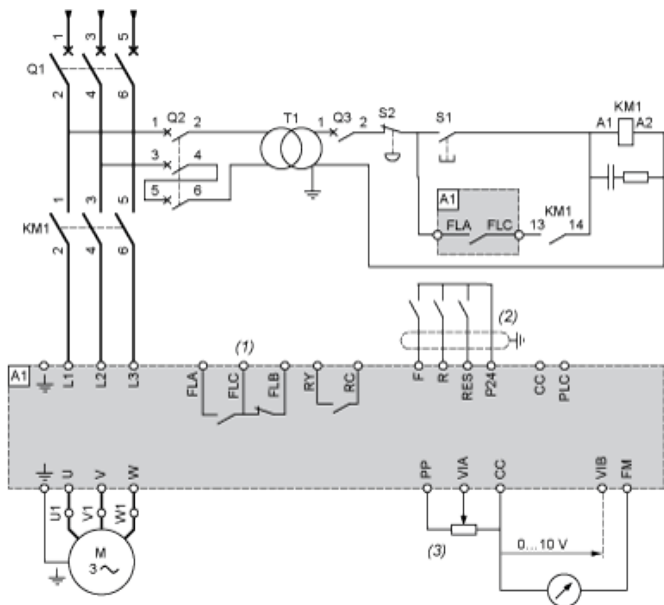 1 3 5
Q1
2 4 6
1 Q2 2
3 4
5 6
T1
1 Q3 2
S2
S1
KM1
A1 A2
A1
FLA FLC
13 KM1 14
1 3 5
KM1
2 4 6
(1)
(2)
A1
L1 L2 L3 FLA FLC FLB RY RC F R RES P24 CC PLC
U V W PP VIA CC VIB FM
U1 V1 W1
M
3
(3)
0...10 V